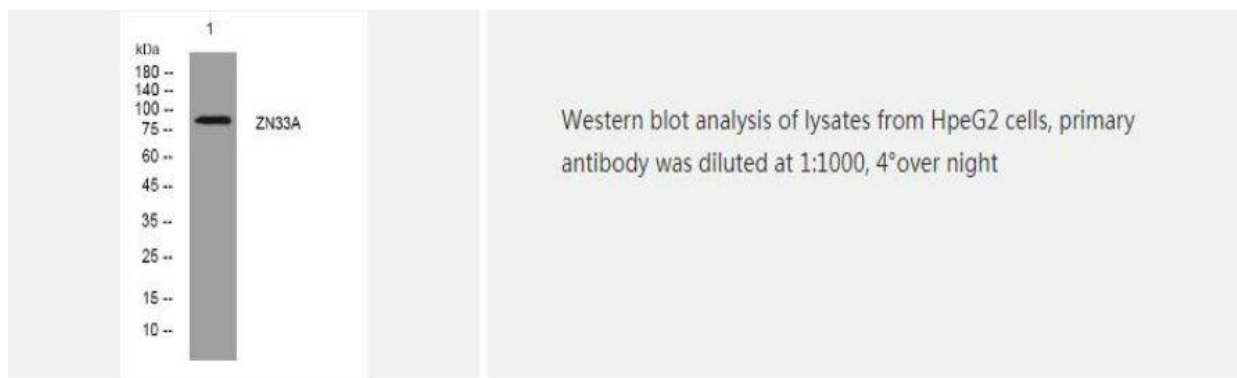 1
kDa
180 --
140 --
100 --
75 --
ZN33A
60 --
45 --
35 --
25 --
15 --
10 --
Western blot analysis of lysates from HpeG2 cells, primary
antibody was diluted at 1:1000, 4°over night